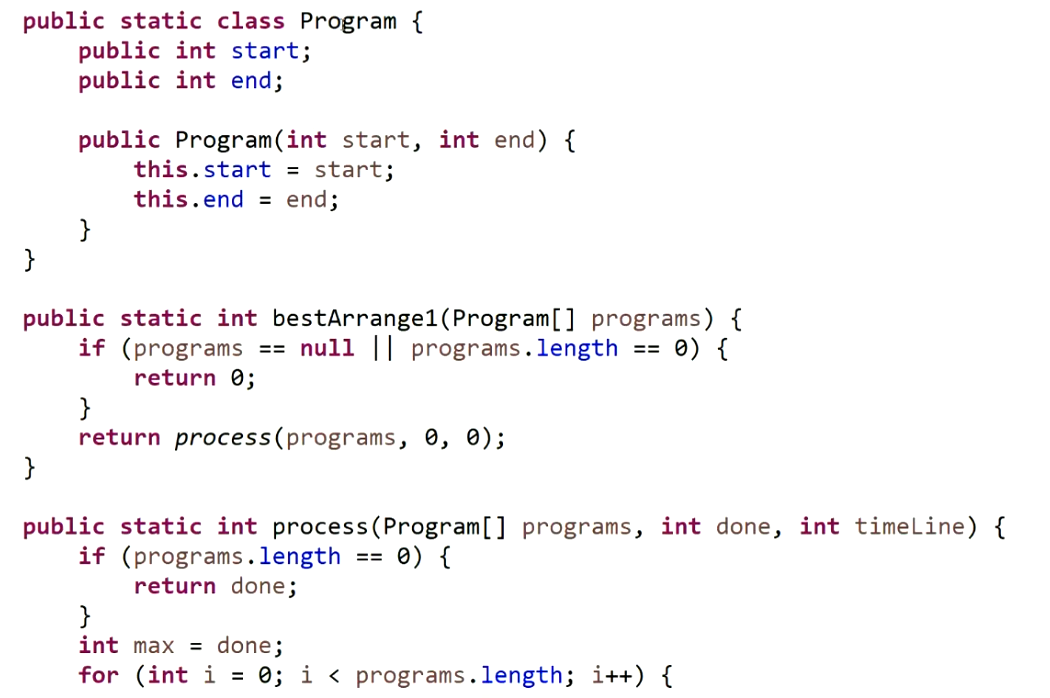 public static class Program {
    public int start;
    public int end;

    public Program(int start, int end) {
        this.start = start;
        this.end = end;
    }
}

public static int bestArrange1(Program[] programs) {
    if (programs == null || programs.length == 0) {
        return 0;
    }
    return process(programs, 0, 0);
}

public static int process(Program[] programs, int done, int timeLine) {
    if (programs.length == 0) {
        return done;
    }
    int max = done;
    for (int i = 0; i < programs.length; i++) {